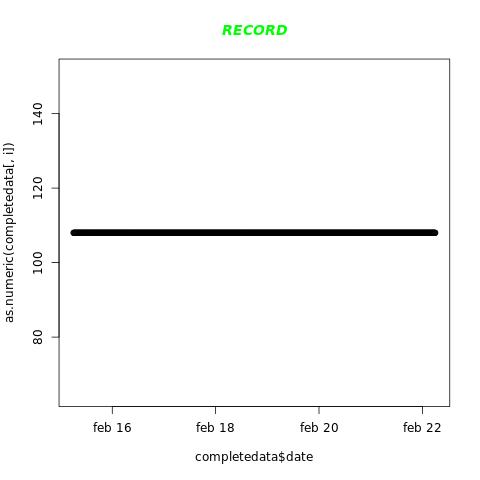 RECORD
as.numeric(completedata[, i])
140
120
100
80
feb 16
feb 18
feb 20
feb 22
completedata$date